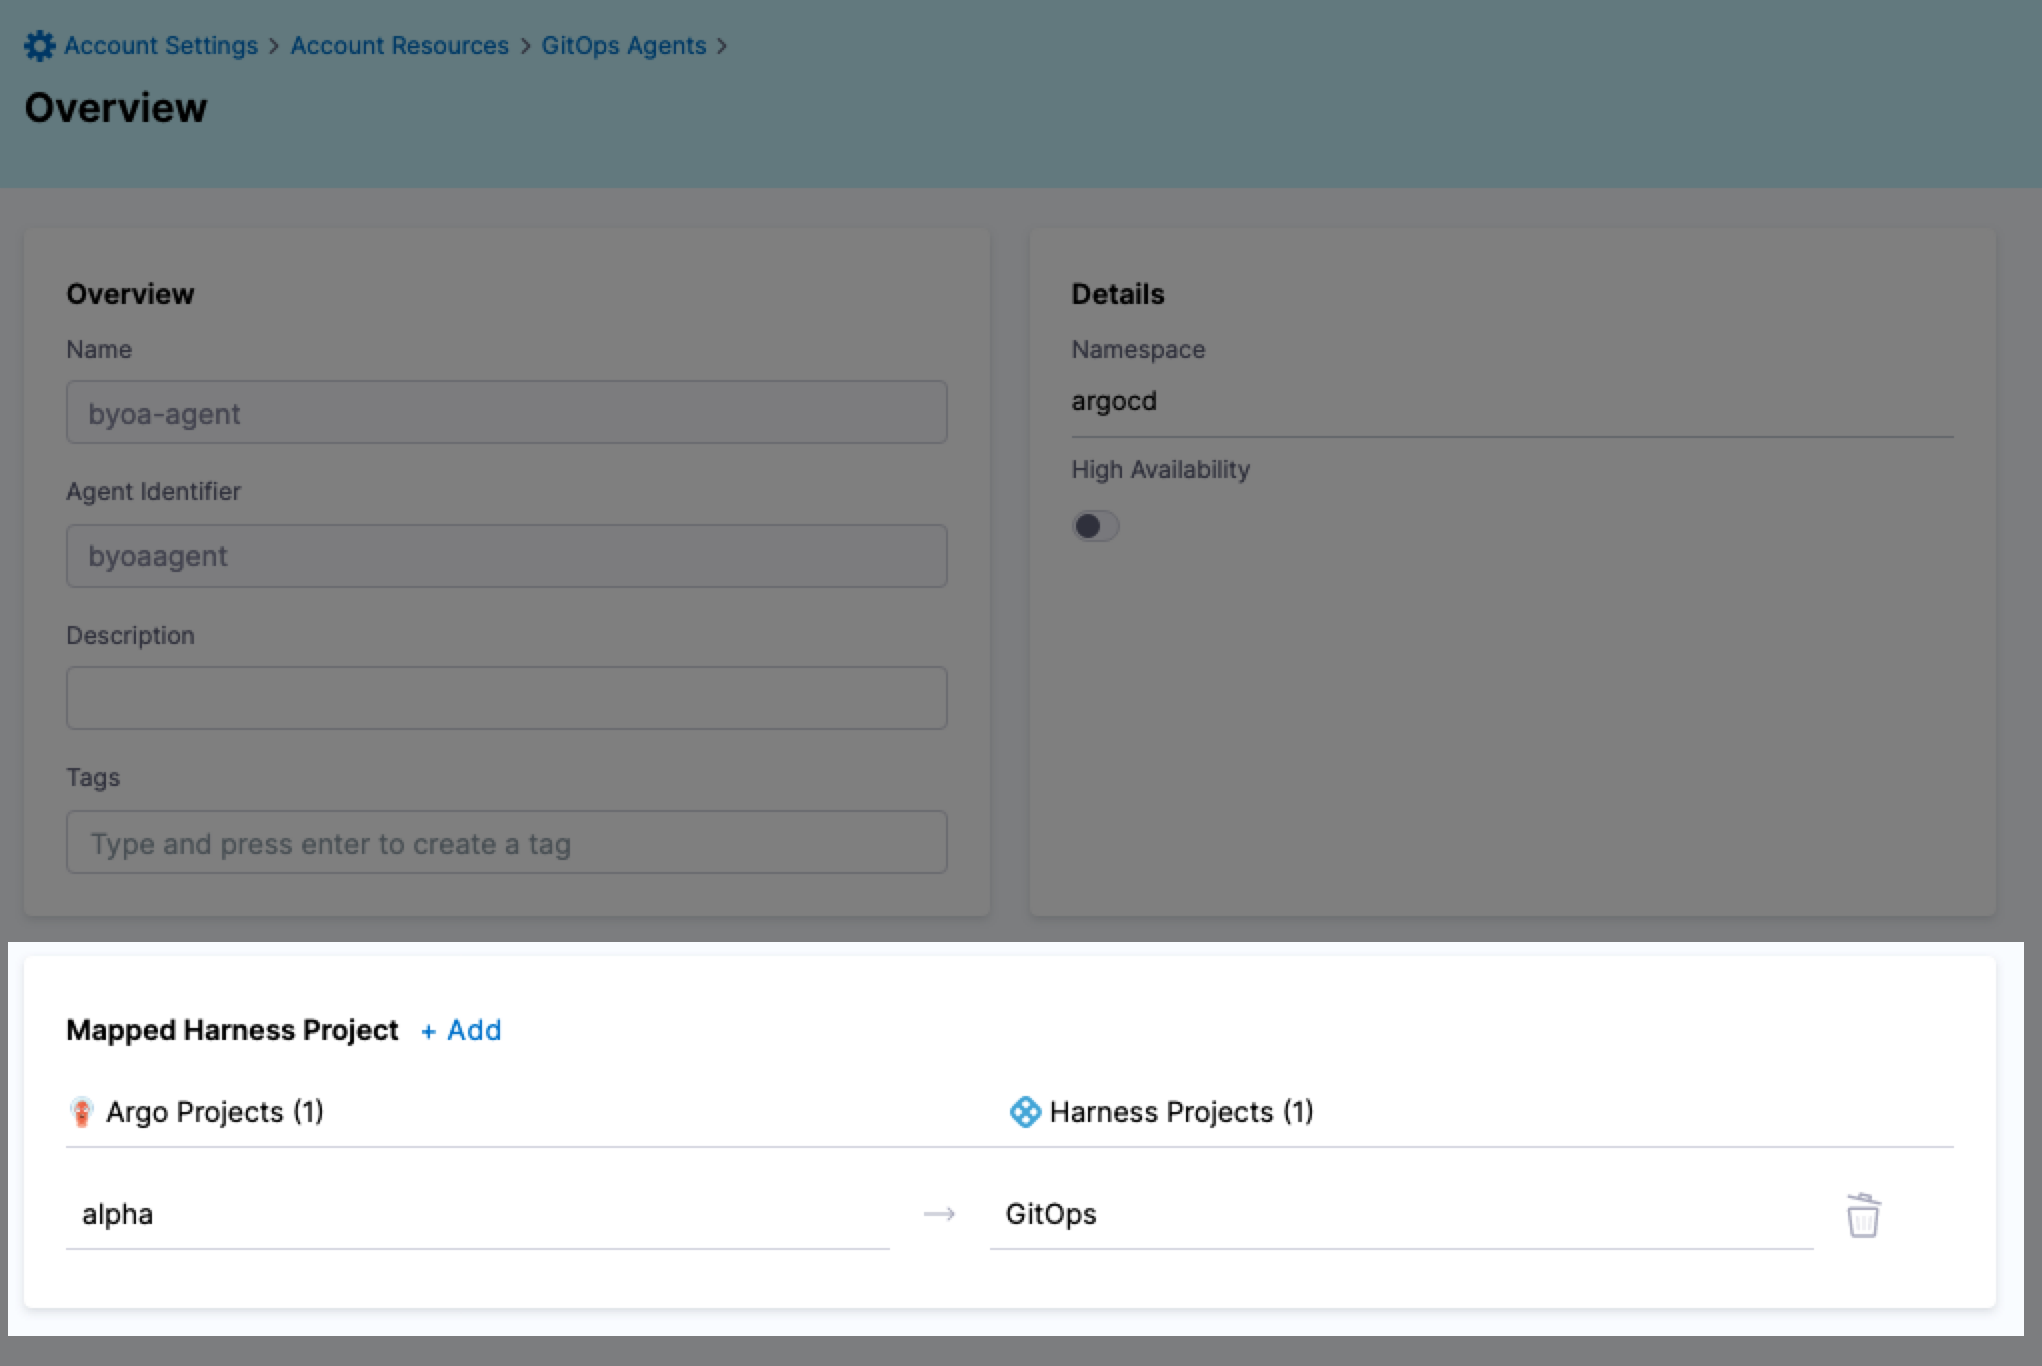 Account Settings > Account Resources > GitOps Agents >
Overview
Overview
Name
byoa-agent
Agent Identifier
byoaagent
Description
Tags
Type and press enter to create a tag
Details
Namespace
argocd
High Availability
Mapped Harness Project + Add
Argo Projects (1)
Harness Projects (1)
alpha → GitOps